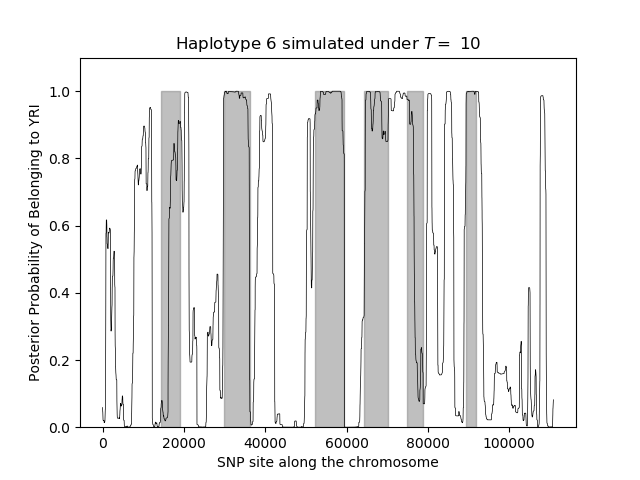 Haplotype 6 simulated under T = 10
Posterior Probability of Belonging to YRI
1.0
0.8
0.6
0.4
0.2
0.0
0 20000 40000 60000 80000 100000
SNP site along the chromosome